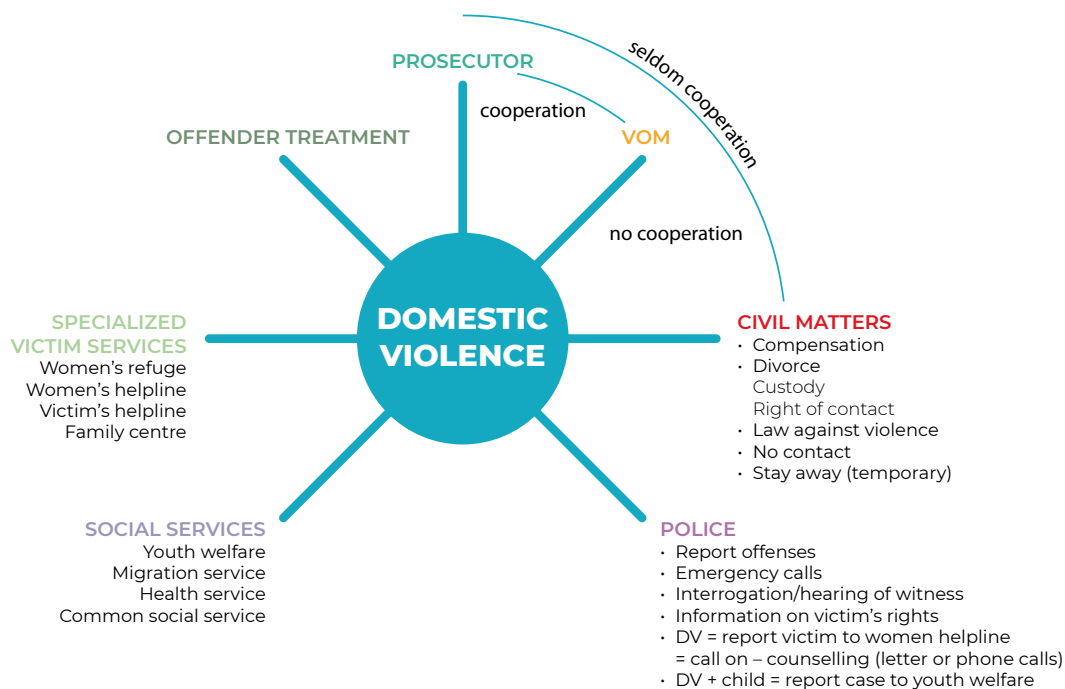 seldom cooperation
PROSECUTOR
cooperation
OFFENDER TREATMENT
VOM
no cooperation
DOMESTIC
VIOLENCE
SPECIALIZED
VICTIM SERVICES
Women’s refuge
Women’s helpline
Victim’s helpline
Family centre
CIVIL MATTERS
• Compensation
• Divorce
Custody
Right of contact
• Law against violence
• No contact
• Stay away (temporary)
SOCIAL SERVICES
Youth welfare
Migration service
Health service
Common social service
POLICE
• Report offenses
• Emergency calls
• Interrogation/hearing of witness
• Information on victim’s rights
• DV = report victim to women helpline
= call on – counselling (letter or phone calls)
• DV + child = report case to youth welfare